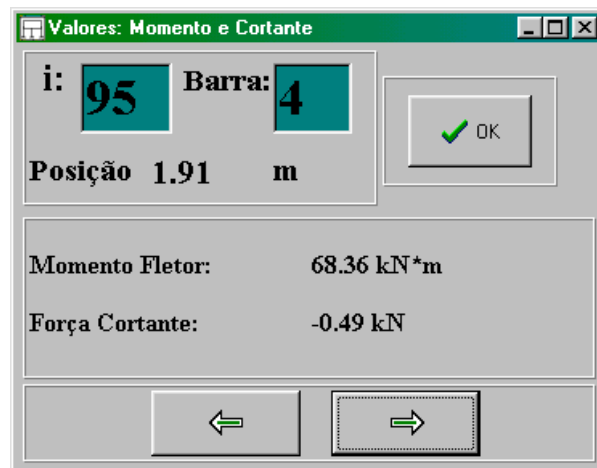 Valores: Momento e Cortante
i: 95 Barra: 4
OK
Posição 1.91 m
Momento Fletor: 68.36 kN*m
Força Cortante: -0.49 kN